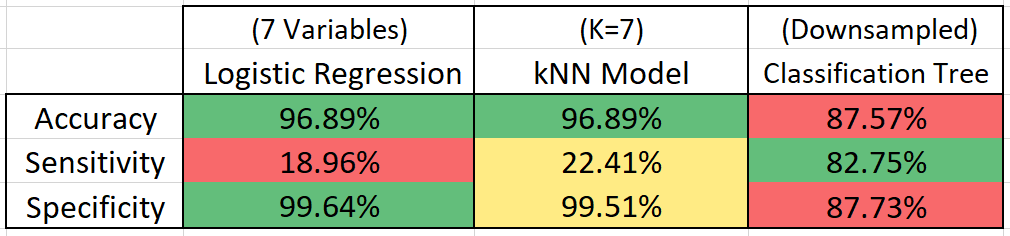 (7 Variables) (K=7) (Downsampled)
Logistic Regression kNN Model Classification Tree
Accuracy 96.89% 96.89% 87.57%
Sensitivity 18.96% 22.41% 82.75%
Specificity 99.64% 99.51% 87.73%